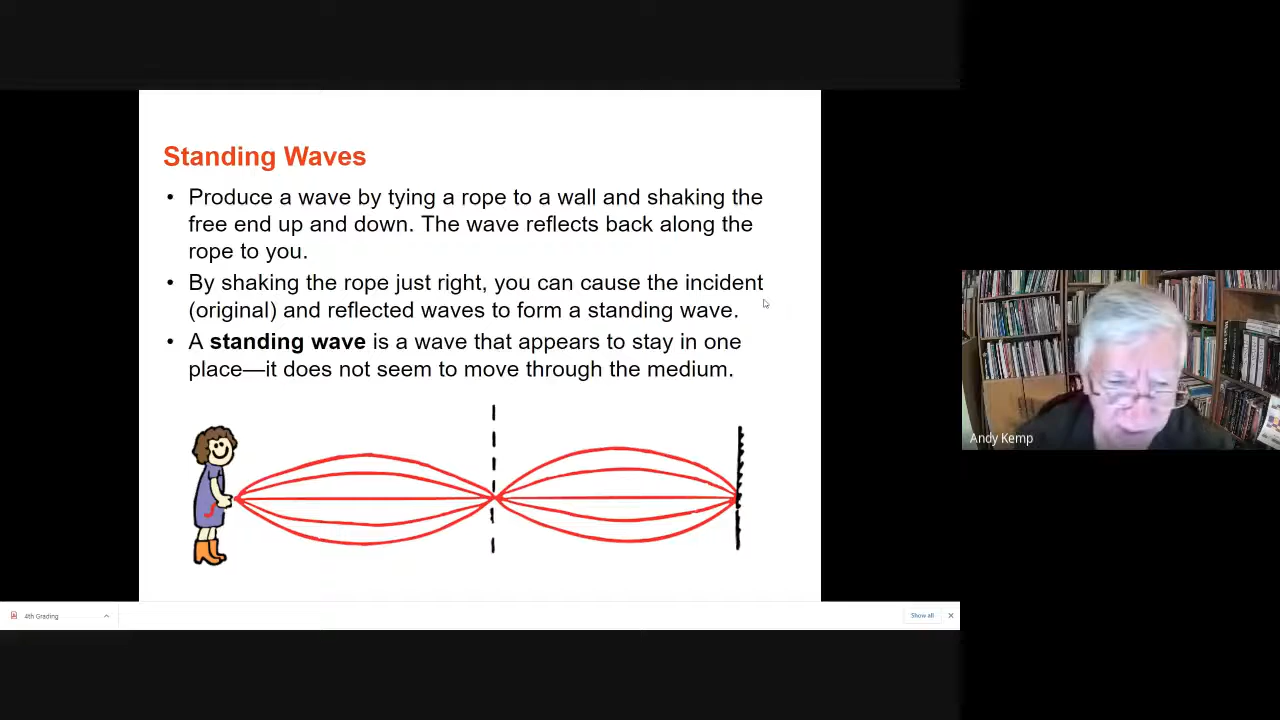 Standing Waves
• Produce a wave by tying a rope to a wall and shaking the
free end up and down. The wave reflects back along the
rope to you.
• By shaking the rope just right, you can cause the incident
(original) and reflected waves to form a standing wave.
• A standing wave is a wave that appears to stay in one
place—it does not seem to move through the medium.
Andy Kemp
4th Grading
Show all